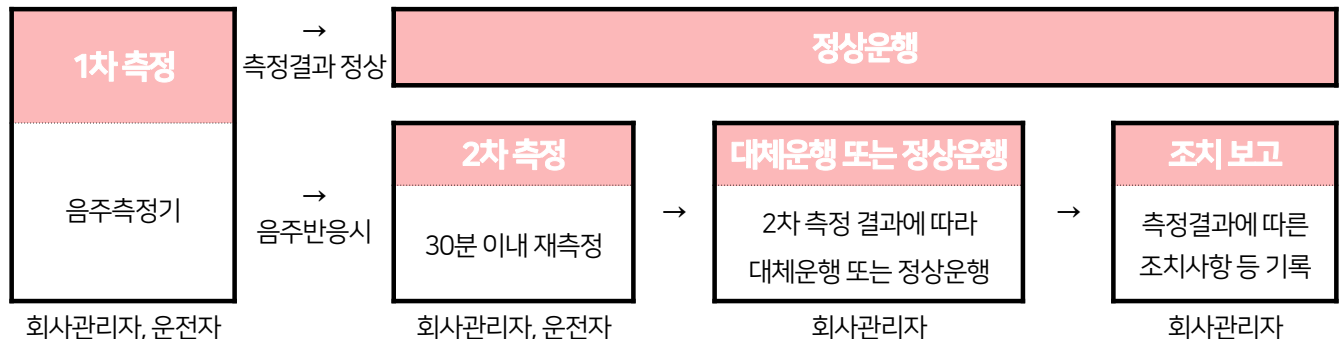 1차 측정
음주측정기
회사관리자, 운전자
→
측정결과 정상
정상운행
→
음주반응시
2차 측정
30분 이내 재측정
회사관리자, 운전자
→
대체운행 또는 정상운행
2차 측정 결과에 따라
대체운행 또는 정상운행
회사관리자
→
조치 보고
측정결과에 따른
조치사항 등 기록
회사관리자